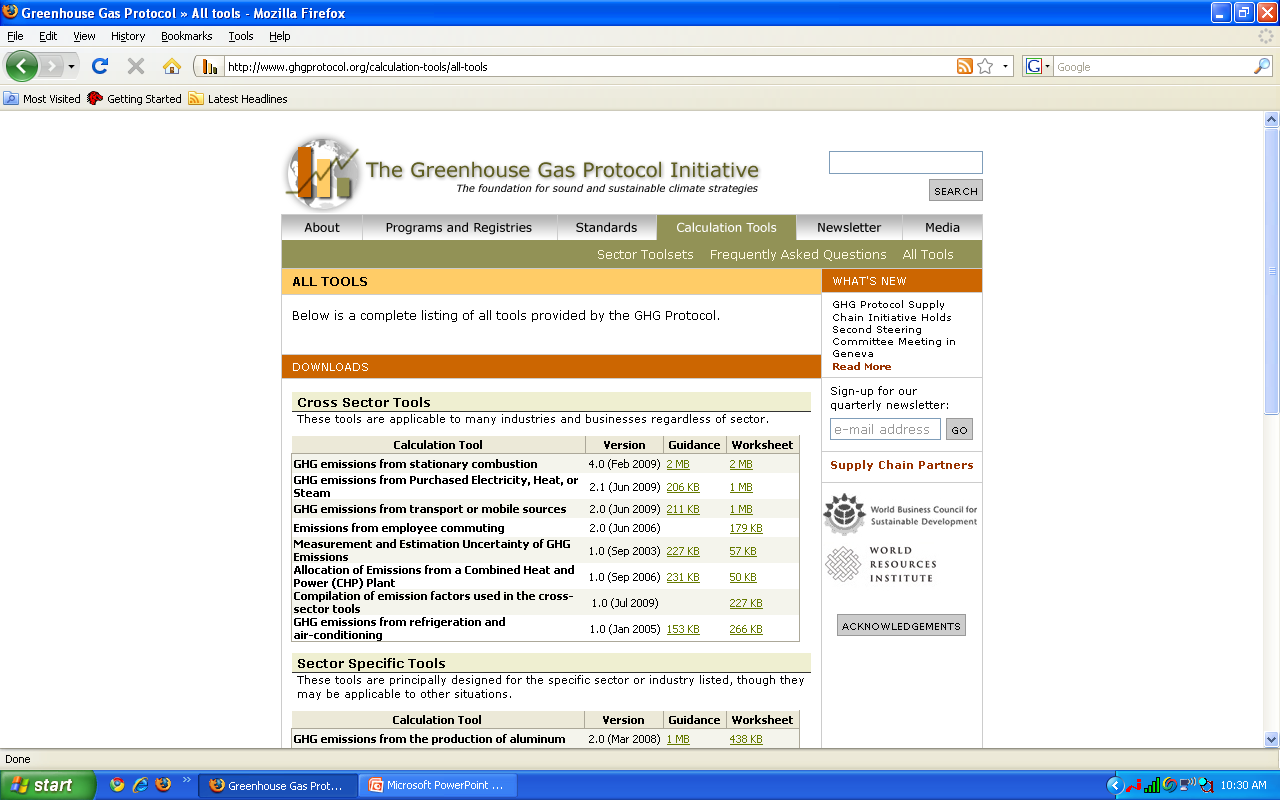 Greenhouse Gas Protocol » All tools - Mozilla Firefox
File Edit View History Bookmarks Tools Help
http://www.ghgprotocol.org/calculation-tools/all-tools
G Google
Most Visited Getting Started Latest Headlines
The Greenhouse Gas Protocol Initiative
The foundation for sound and sustainable climate strategies
SEARCH
About Programs and Registries Standards Calculation Tools Newsletter Media
Sector Toolsets Frequently Asked Questions All Tools
ALL TOOLS
Below is a complete listing of all tools provided by the GHG Protocol.
DOWNLOADS
Cross Sector Tools
These tools are applicable to many industries and businesses regardless of sector.
Calculation Tool Version Guidance Worksheet
GHG emissions from stationary combustion 4.0 (Feb 2009) 2 MB 2 MB
GHG emissions from Purchased Electricity, Heat, or
Steam 2.1 (Jun 2009) 206 KB 1 MB
GHG emissions from transport or mobile sources 2.0 (Jun 2009) 211 KB 1 MB
Emissions from employee commuting 2.0 (Jun 2006) 179 KB
Measurement and Estimation Uncertainty of GHG
Emissions 1.0 (Sep 2003) 227 KB 57 KB
Allocation of Emissions from a Combined Heat and
Power (CHP) Plant 1.0 (Sep 2006) 231 KB 50 KB
Compilation of emission factors used in the cross-
sector tools 1.0 (Jul 2009) 227 KB
GHG emissions from refrigeration and
air-conditioning 1.0 (Jan 2005) 153 KB 266 KB
Sector Specific Tools
These tools are principally designed for the specific sector or industry listed, though they
may be applicable to other situations.
Calculation Tool Version Guidance Worksheet
GHG emissions from the production of aluminum 2.0 (Mar 2008) 1 MB 438 KB
WHAT'S NEW
GHG Protocol Supply
Chain Initiative Holds
Second Steering
Committee Meeting in
Geneva
Read More
Sign-up for our
quarterly newsletter:
e-mail address GO
Supply Chain Partners
World Business Council for
Sustainable Development
WORLD
RESOURCES
INSTITUTE
ACKNOWLEDGEMENTS
Done
start Greenhouse Gas Prot... Microsoft PowerPoint ... 10:30 AM